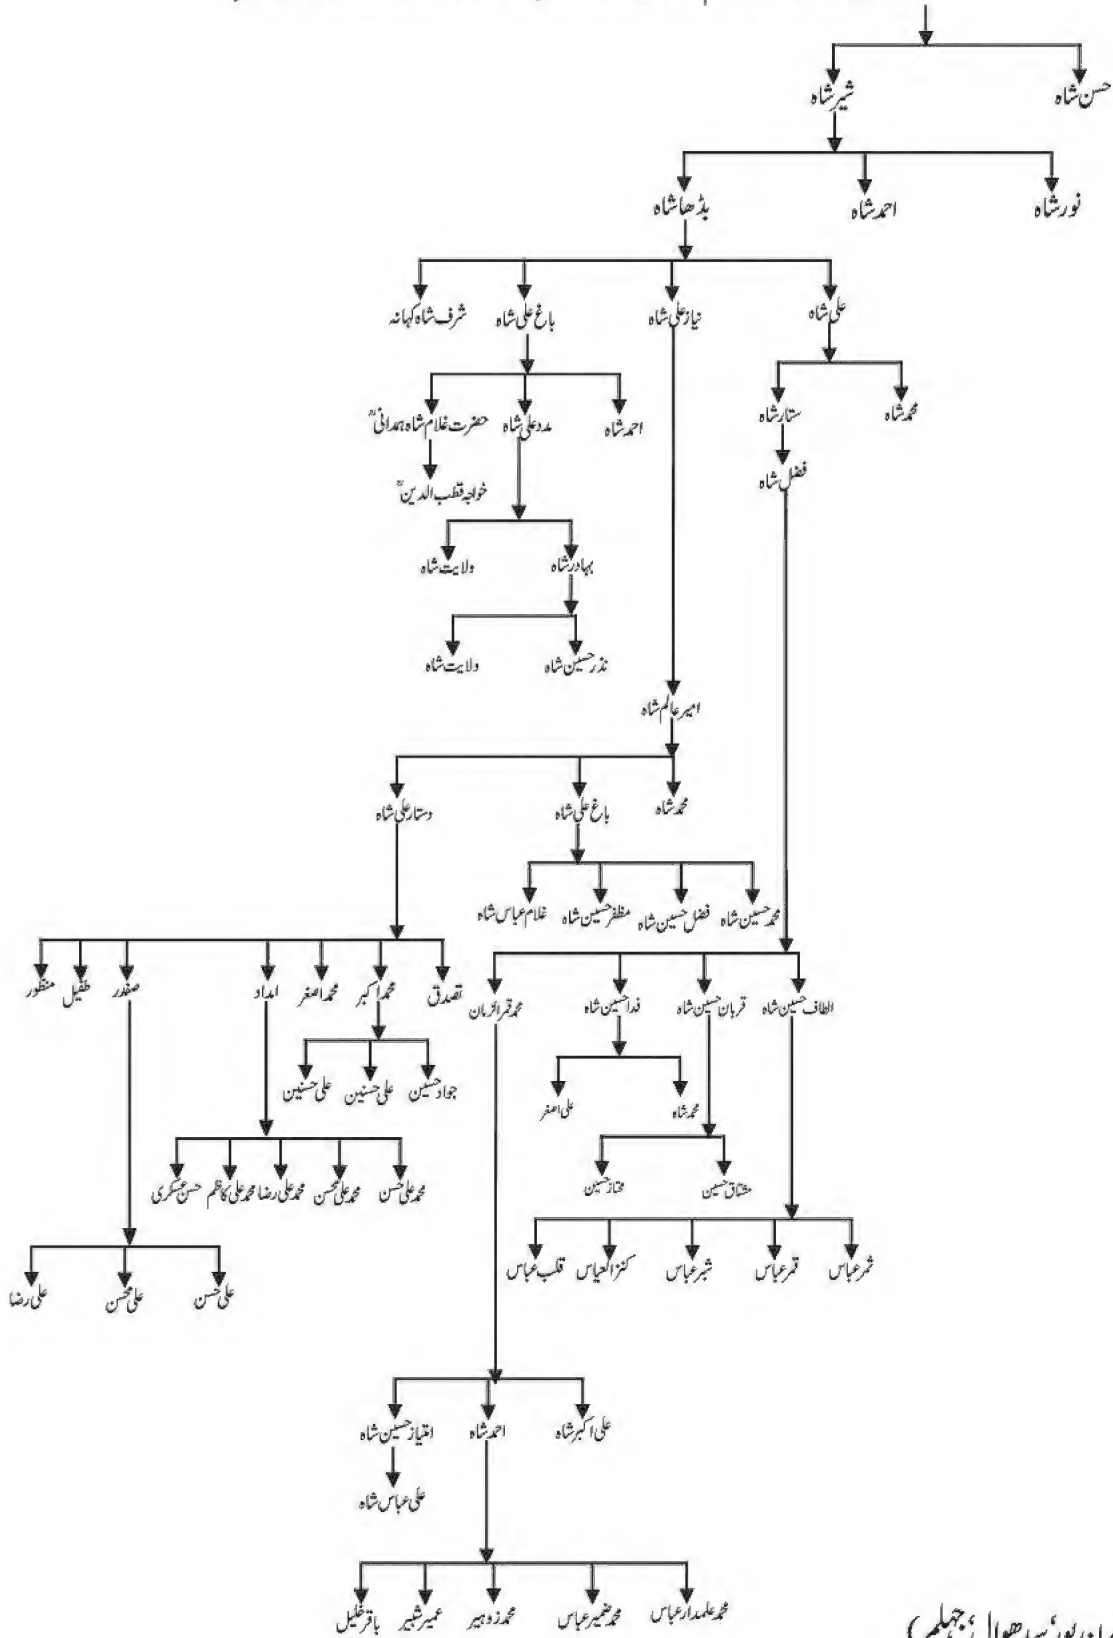 حسن شاہ شیر شاہ
نور شاہ احمد شاہ بڈھا شاہ
علی شاہ نیاز علی شاہ باغ علی شاہ شرف شاہ کہانہ
محمد شاہ ستار شاہ احمد شاہ مدد علی شاہ حضرت غلام شاہ ہمدانیؒ
فضل شاہ خواجہ قطب الدینؒ
بہادر شاہ ولایت شاہ
نذر حسین شاہ ولایت شاہ
امیر عالم شاہ
محمد شاہ باغ علی شاہ دستار علی شاہ
محمد حسین شاہ فضل حسین شاہ مظفر حسین شاہ غلام عباس شاہ
الطاف حسین شاہ قربان حسین شاہ فدا حسین شاہ محمد قمر الزمان تصدق محمد اکبر محمد اصغر امداد صفدر طفیل منظور
محمد شاہ علی اصغر جواد حسین علی حسنین علی حسنین
مشتاق حسین ممتاز حسین محمد علی حسن محمد علی محسن محمد علی رضا محمد علی کاظم حسن عسکری
ثمر عباس قمر عباس شبر عباس کنز العباس قلب عباس علی حسن علی محسن علی رضا
علی اکبر شاہ احمد شاہ امتیاز حسین شاہ
علی عباس شاہ
محمد علمدار عباس محمد ضمیر عباس محمد زوہیر عمیر شبیر باقر خلیل
سدھوال، جہلم)